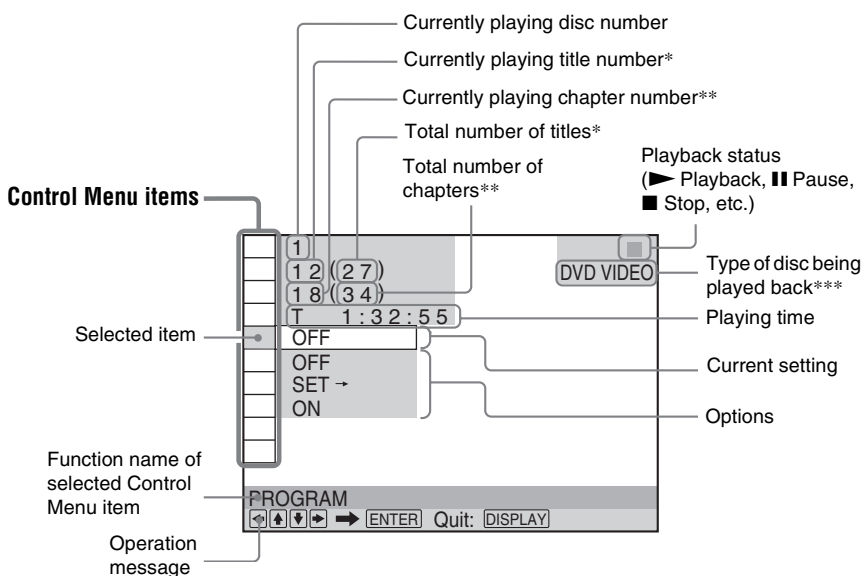 Currently playing disc number
Currently playing title number*
Currently playing chapter number**
Total number of titles*
Total number of
chapters**
Playback status
(▶ Playback, ❚❚ Pause,
■ Stop, etc.)
Control Menu items
1
12(27)
18(34)
T 1:32:55
DVD VIDEO
Type of disc being
played back***
Playing time
Selected item
OFF
OFF
SET →
ON
Current setting
Options
Function name of
selected Control
Menu item
PROGRAM
← ↑ ↓ → ➡ ENTER Quit: DISPLAY
Operation
message